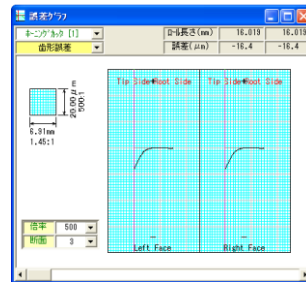 誤差グラフ
ホーニングカッタ [1]
歯形誤差
ロール長さ(mm) 16.019 16.019
誤差(μm) -16.4 -16.4
Tip Side Root Side Tip Side Root Side
20.00μm
500:1
6.91mm
1.45:1
倍率 500
断面 3
Left Face Right Face